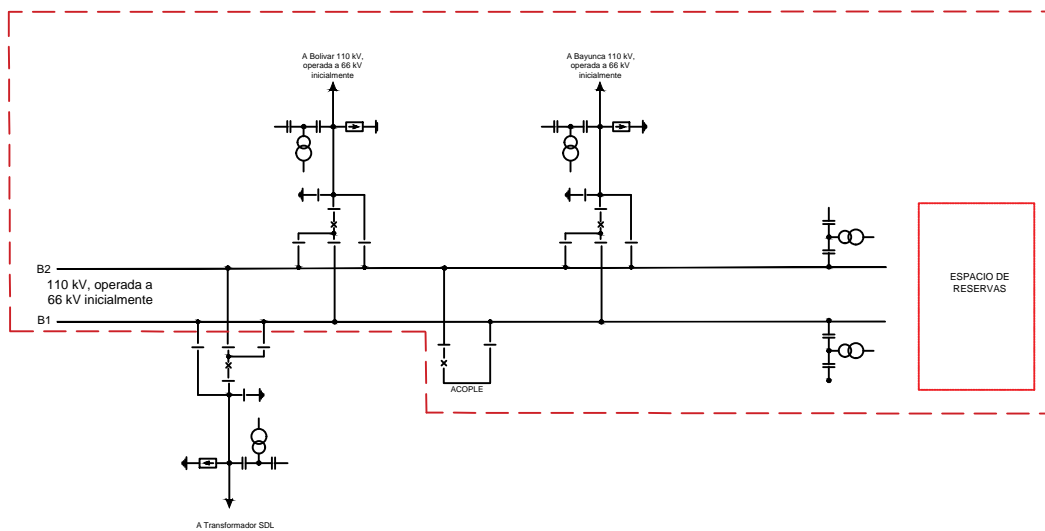 A Bolivar 110 kV,
operada a 66 kV
inicialmente
A Bayunca 110 kV,
operada a 66 kV
inicialmente
B2
110 kV, operada a
66 kV inicialmente
B1
ESPACIO DE
RESERVAS
ACOPLE
A Transformador SDL